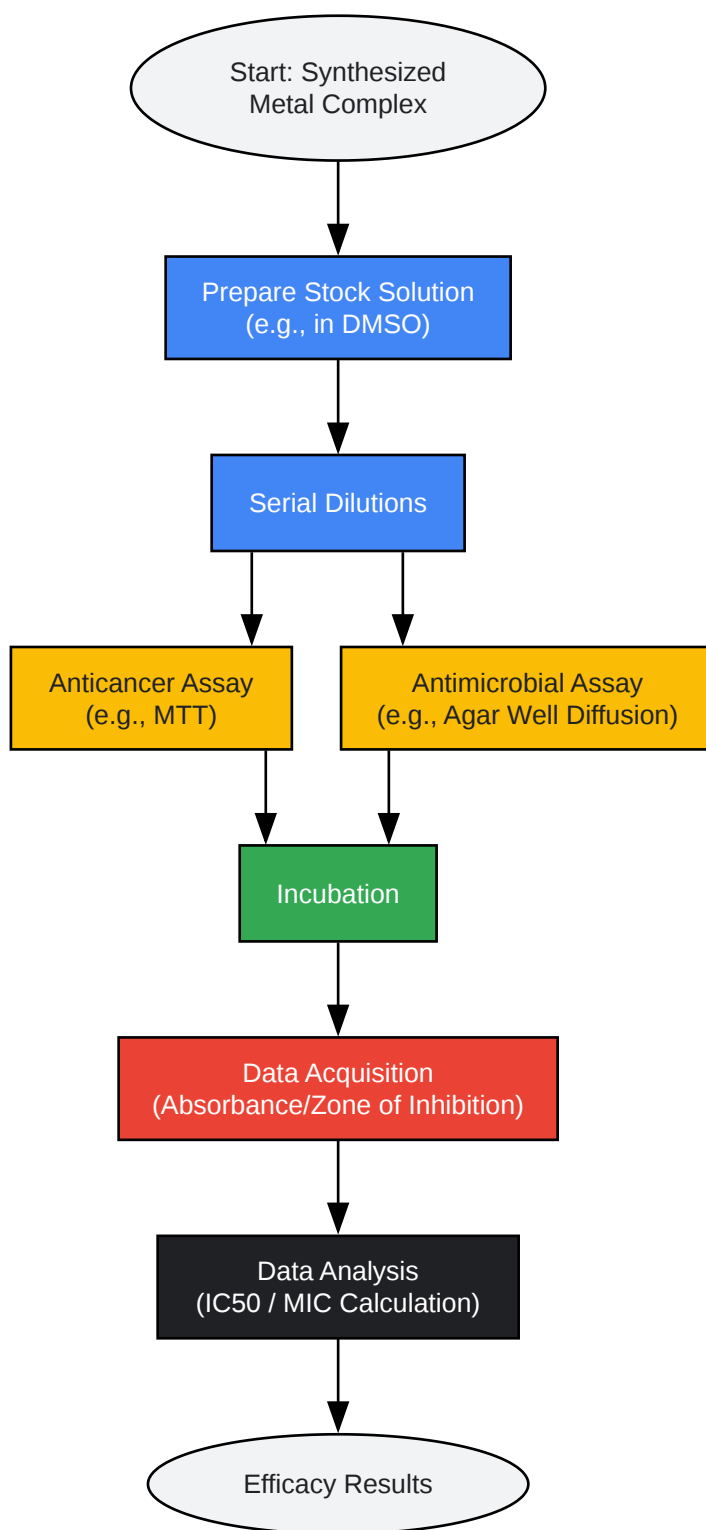 Start: Synthesized
Metal Complex
Prepare Stock Solution
(e.g., in DMSO)
Serial Dilutions
Anticancer Assay
(e.g., MTT)
Antimicrobial Assay
(e.g., Agar Well Diffusion)
Incubation
Data Acquisition
(Absorbance/Zone of Inhibition)
Data Analysis
(IC50 / MIC Calculation)
Efficacy Results